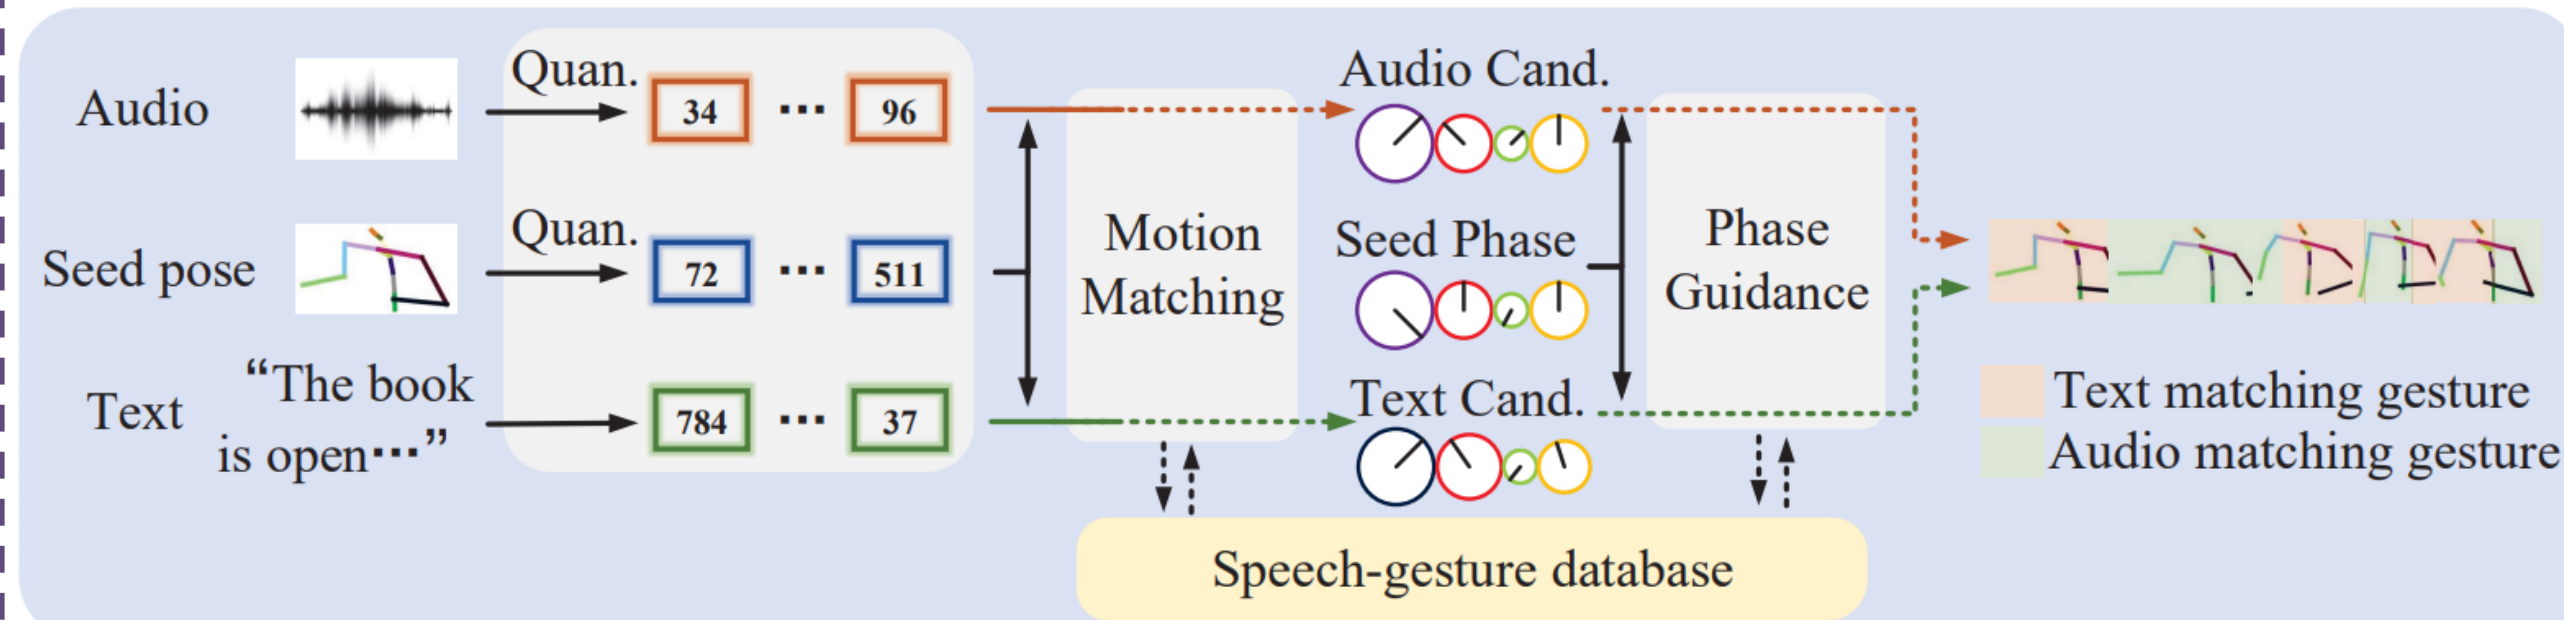 Audio
Quan.
34 ··· 96
Seed pose
Quan.
72 ··· 511
Text
“The book
is open···”
784 ··· 37
Motion
Matching
Audio Cand.
Seed Phase
Text Cand.
Phase
Guidance
Text matching gesture
Audio matching gesture
Speech-gesture database